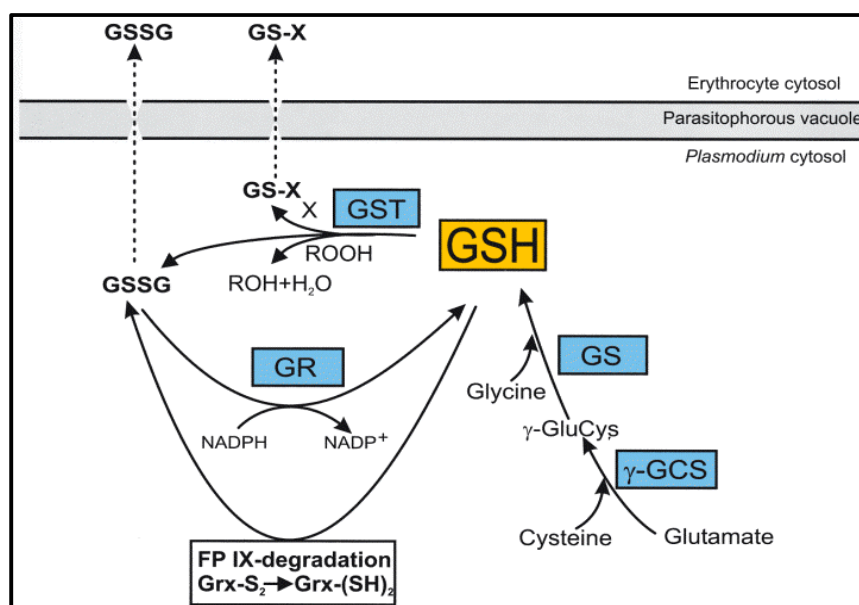 GSSG GS-X
Erythrocyte cytosol
Parasitophorous vacuole
Plasmodium cytosol
GS-X
X
GST
GSH
ROOH
GSSG
ROH+H₂O
GR
GS
Glycine
NADPH NADP⁺
γ-GluCys
γ-GCS
Cysteine Glutamate
FP IX-degradation
Grx-S₂→Grx-(SH)₂